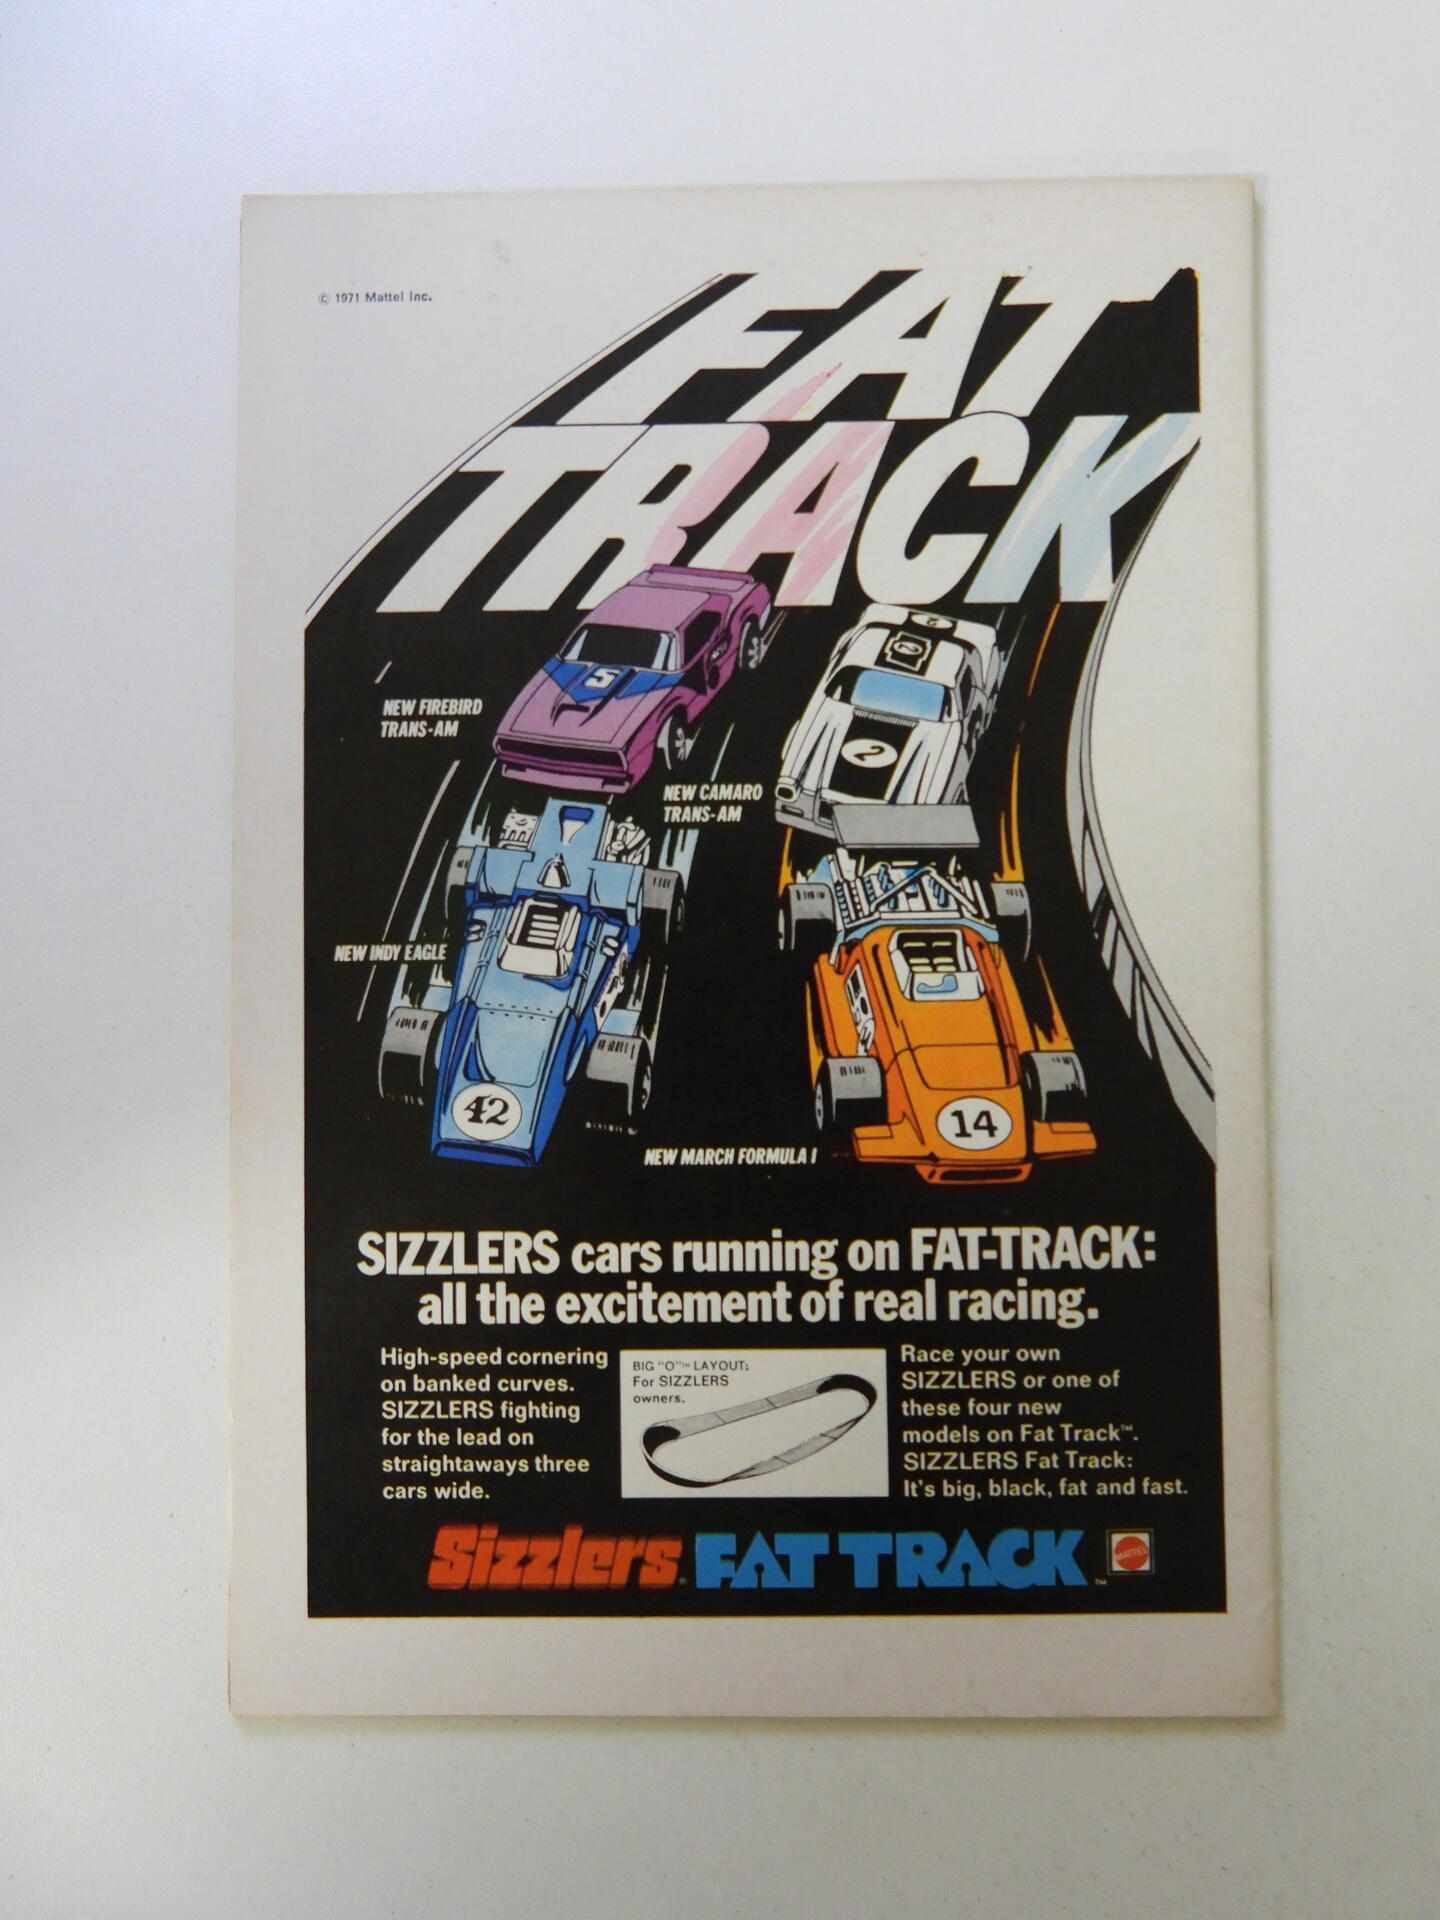 © 1971 Mattel Inc.
FAT
TRACK
5
2
2
2
NEW FIREBIRD
TRANS-AM
NEW CAMARO
TRANS-AM
NEW INDY EAGLE
42
14
NEW MARCH FORMULA 1
SIZZLERS cars running on FAT-TRACK:
all the excitement of real racing.
High-speed cornering
on banked curves.
SIZZLERS fighting
for the lead on
straightaways three
cars wide.
BIG "O"™ LAYOUT:
For SIZZLERS
owners.
Race your own
SIZZLERS or one of
these four new
models on Fat Track™.
SIZZLERS Fat Track:
It's big, black, fat and fast.
Sizzlers® FAT TRACK™ MATTEL